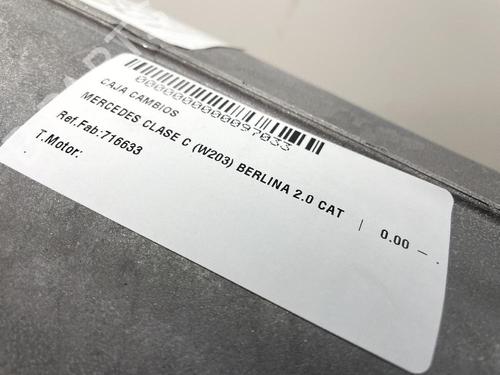 CAJA CAMBIOS
0000000000097033
MERCEDES CLASE C (W203) BERLINA 2.0 CAT | 0.00 —
Ref.Fab:716633
T.Motor: